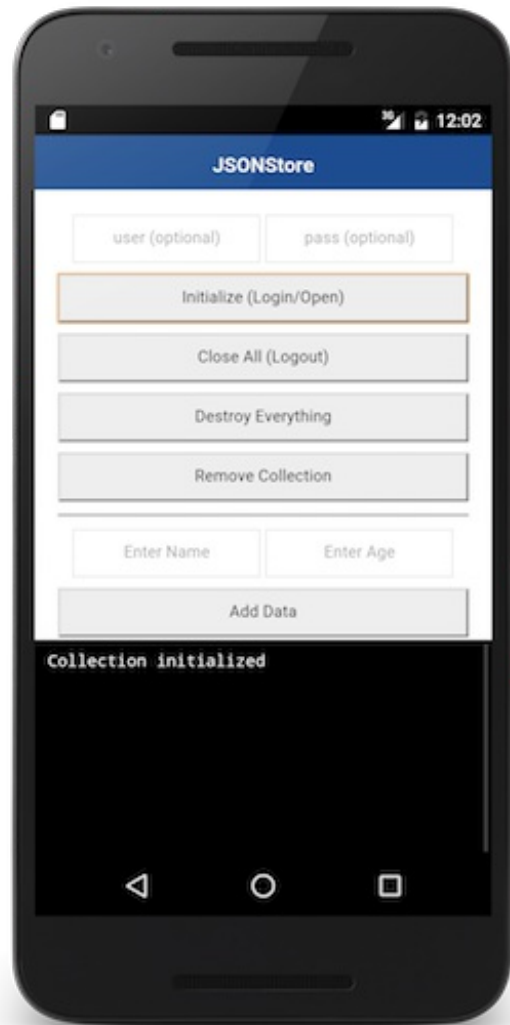 3G 12:02
JSONStore
user (optional) pass (optional)
Initialize (Login/Open)
Close All (Logout)
Destroy Everything
Remove Collection
Enter Name Enter Age
Add Data
Collection initialized